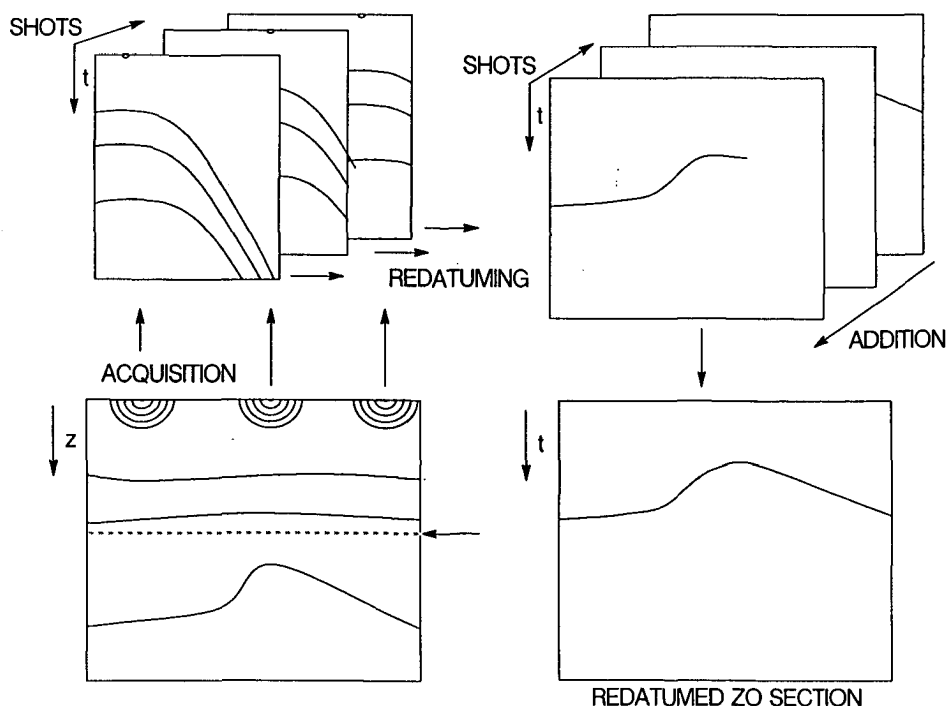 SHOTS
t
SHOTS
t
REDATUMING
ADDITION
ACQUISITION
z
t
REDATUMED ZO SECTION